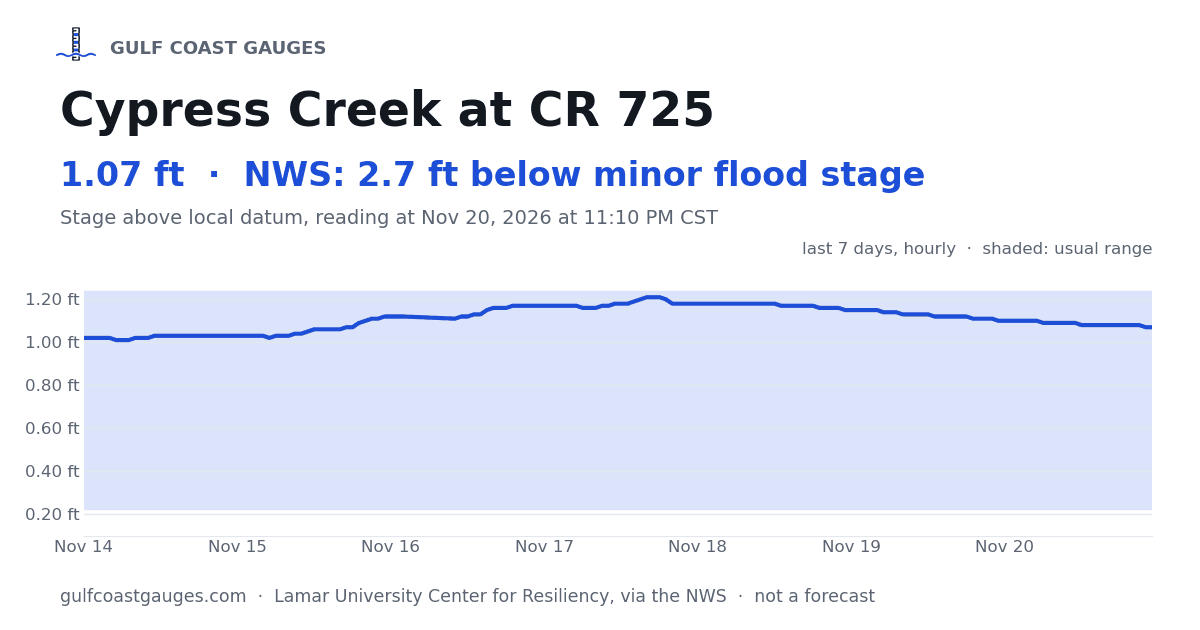 GULF COAST GAUGES
Cypress Creek at CR 725
1.07 ft · NWS: 2.7 ft below minor flood stage
Stage above local datum, reading at Nov 20, 2026 at 11:10 PM CST
last 7 days, hourly · shaded: usual range
1.20 ft
1.00 ft
0.80 ft
0.60 ft
0.40 ft
0.20 ft
Nov 14 Nov 15 Nov 16 Nov 17 Nov 18 Nov 19 Nov 20
gulfcoastgauges.com · Lamar University Center for Resiliency, via the NWS · not a forecast